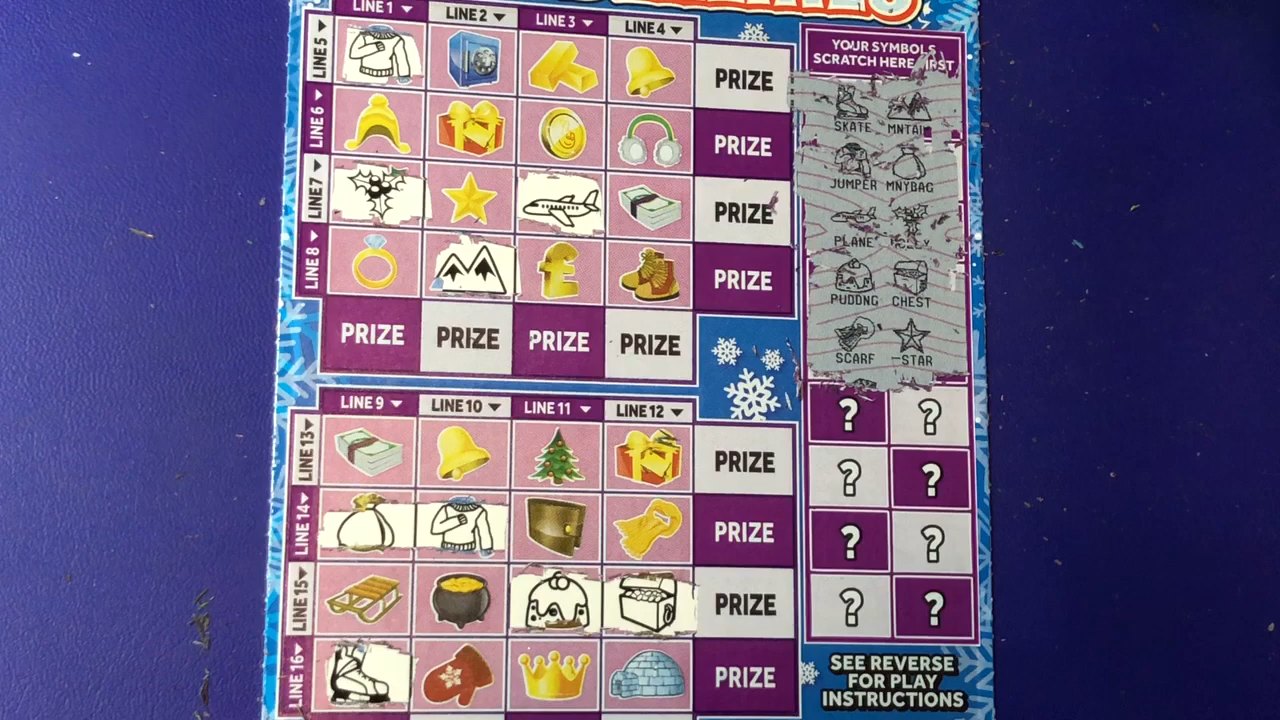 LINE 1 LINE 2 LINE 3 LINE 4
LINE 5 PRIZE
LINE 6 PRIZE
LINE 7 PRIZE
LINE 8 PRIZE
PRIZE PRIZE PRIZE PRIZE
YOUR SYMBOLS
SCRATCH HERE FIRST
SKATE MNTAIN
JUMPER MNYBAG
PLANE HOLLY
PUDDNG CHEST
SCARF STAR
? ?
? ?
? ?
? ?
LINE 9 LINE 10 LINE 11 LINE 12
LINE 13 PRIZE
LINE 14 PRIZE
LINE 15 PRIZE
LINE 16 PRIZE
SEE REVERSE
FOR PLAY
INSTRUCTIONS